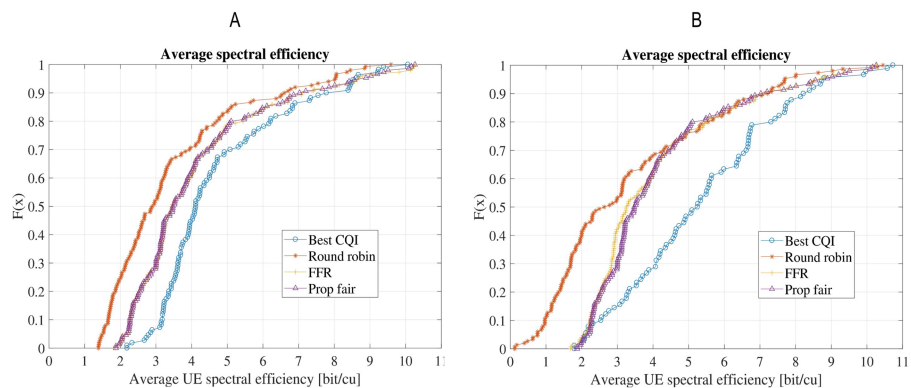 A
Average spectral efficiency
1
0.9
0.8
0.7
0.6
0.5
0.4
0.3
0.2
0.1
0
F(x)
Best CQI
Round robin
FFR
Prop fair
0 1 2 3 4 5 6 7 8 9 10 11
Average UE spectral efficiency [bit/cu]
B
Average spectral efficiency
1
0.9
0.8
0.7
0.6
0.5
0.4
0.3
0.2
0.1
0
F(x)
Best CQI
Round robin
FFR
Prop fair
0 1 2 3 4 5 6 7 8 9 10 11
Average UE spectral efficiency [bit/cu]